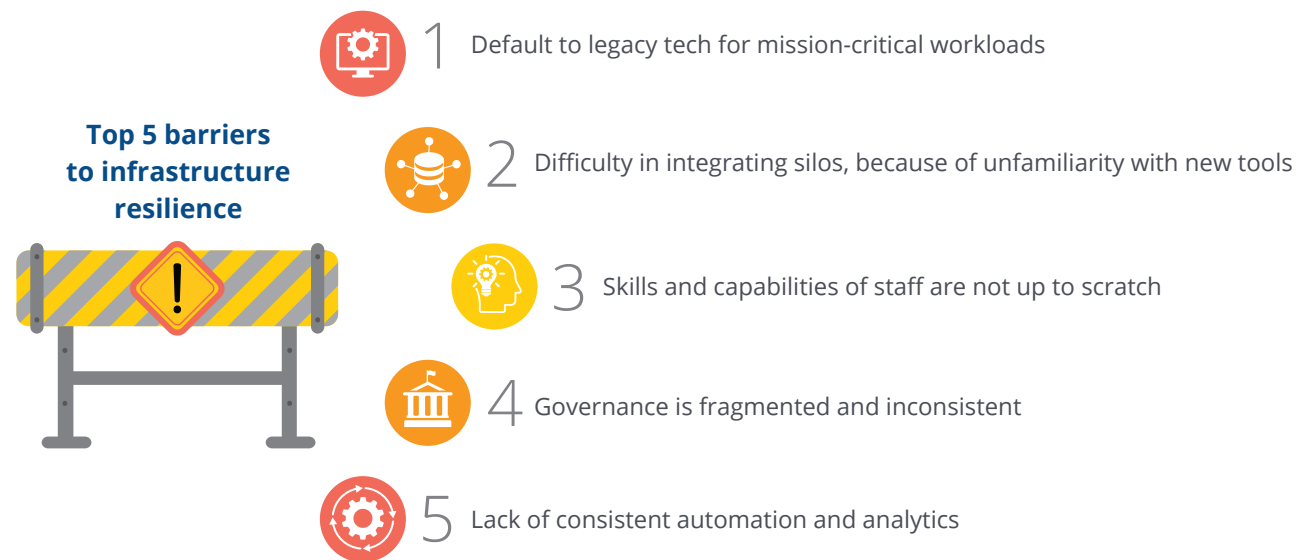 Top 5 barriers
to infrastructure
resilience
!
1 Default to legacy tech for mission-critical workloads
2 Difficulty in integrating silos, because of unfamiliarity with new tools
3 Skills and capabilities of staff are not up to scratch
4 Governance is fragmented and inconsistent
5 Lack of consistent automation and analytics